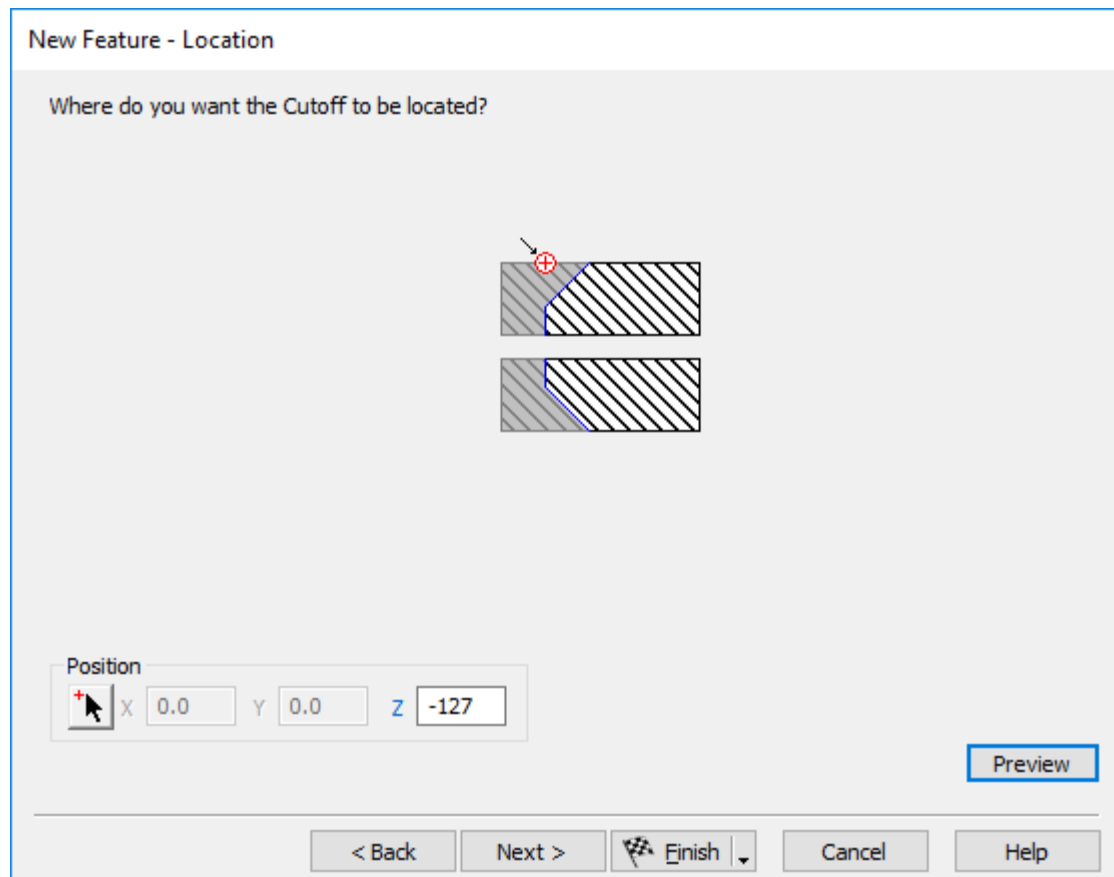 New Feature - Location
Where do you want the Cutoff to be located?
Position
X 0.0 Y 0.0 Z -127
Preview
< Back Next > Finish Cancel Help